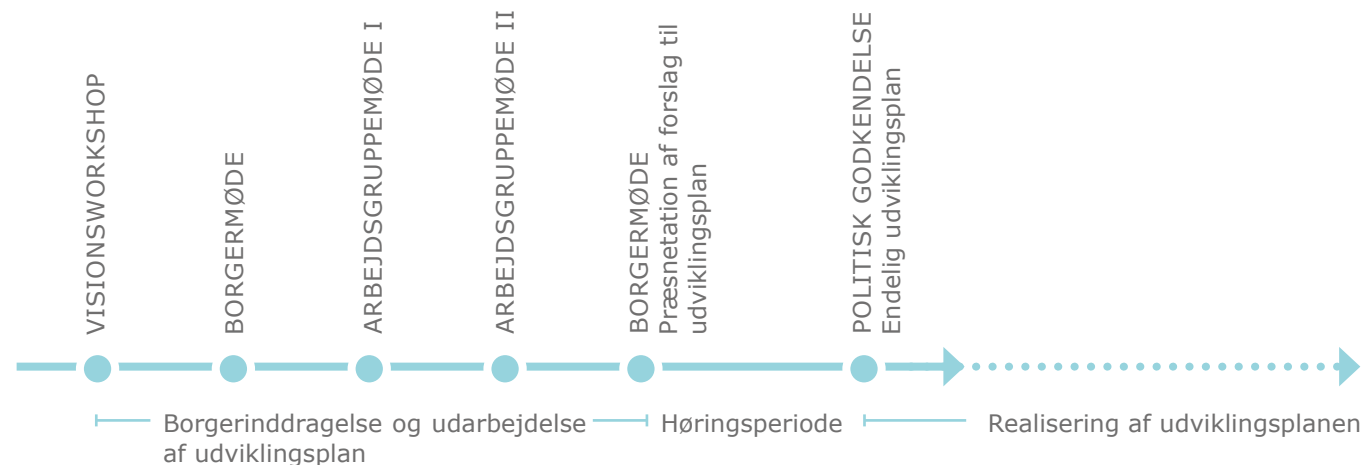 VISIONSWORKSHOP
BORGERMØDE
ARBEJDSGRUPPEMØDE I
ARBEJDSGRUPPEMØDE II
BORGERMØDE
Præsnetation af forslag til
udviklingsplan
POLITISK GODKENDELSE
Endelig udviklingsplan
Borgerinddragelse og udarbejdelse
af udviklingsplan
Høringsperiode
Realisering af udviklingsplanen